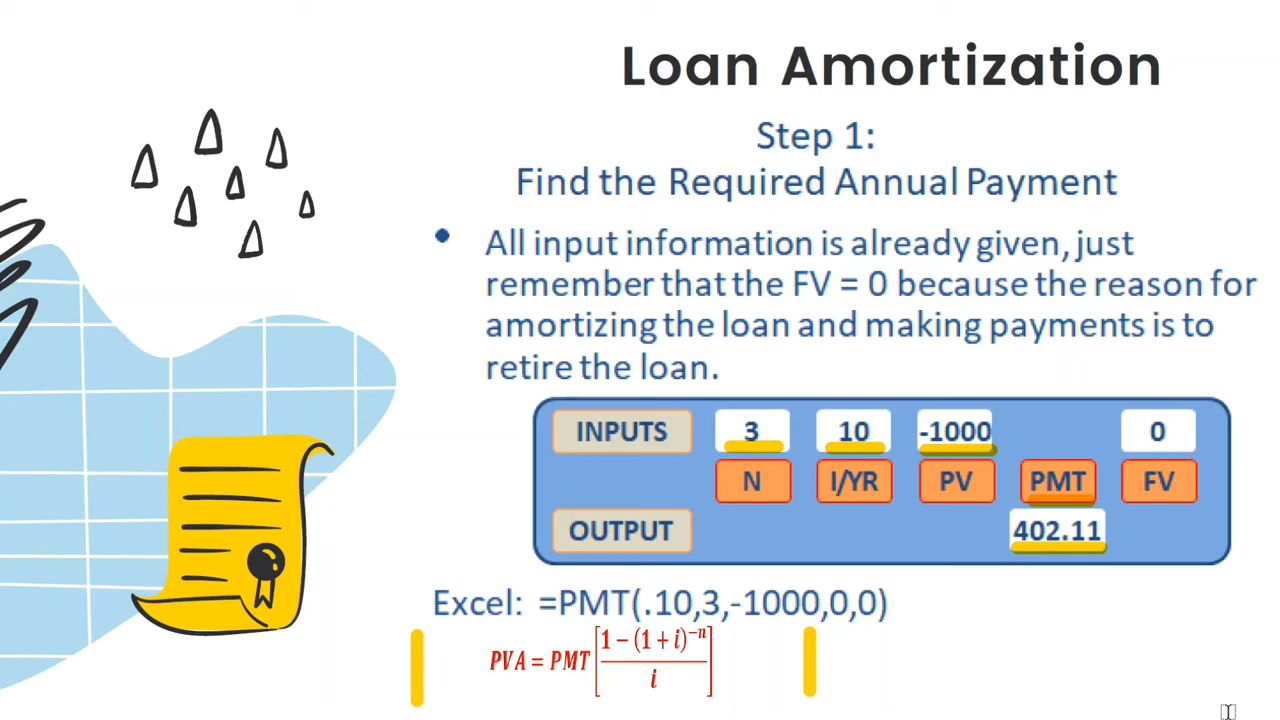 Loan Amortization
Step 1:
Find the Required Annual Payment
• All input information is already given, just
remember that the FV = 0 because the reason for
amortizing the loan and making payments is to
retire the loan.
INPUTS 3 10 -1000 0
N I/YR PV PMT FV
OUTPUT 402.11
Excel: =PMT(.10,3,-1000,0,0)
PVA = PMT [ (1 − (1 + i)⁻ⁿ) / i ]